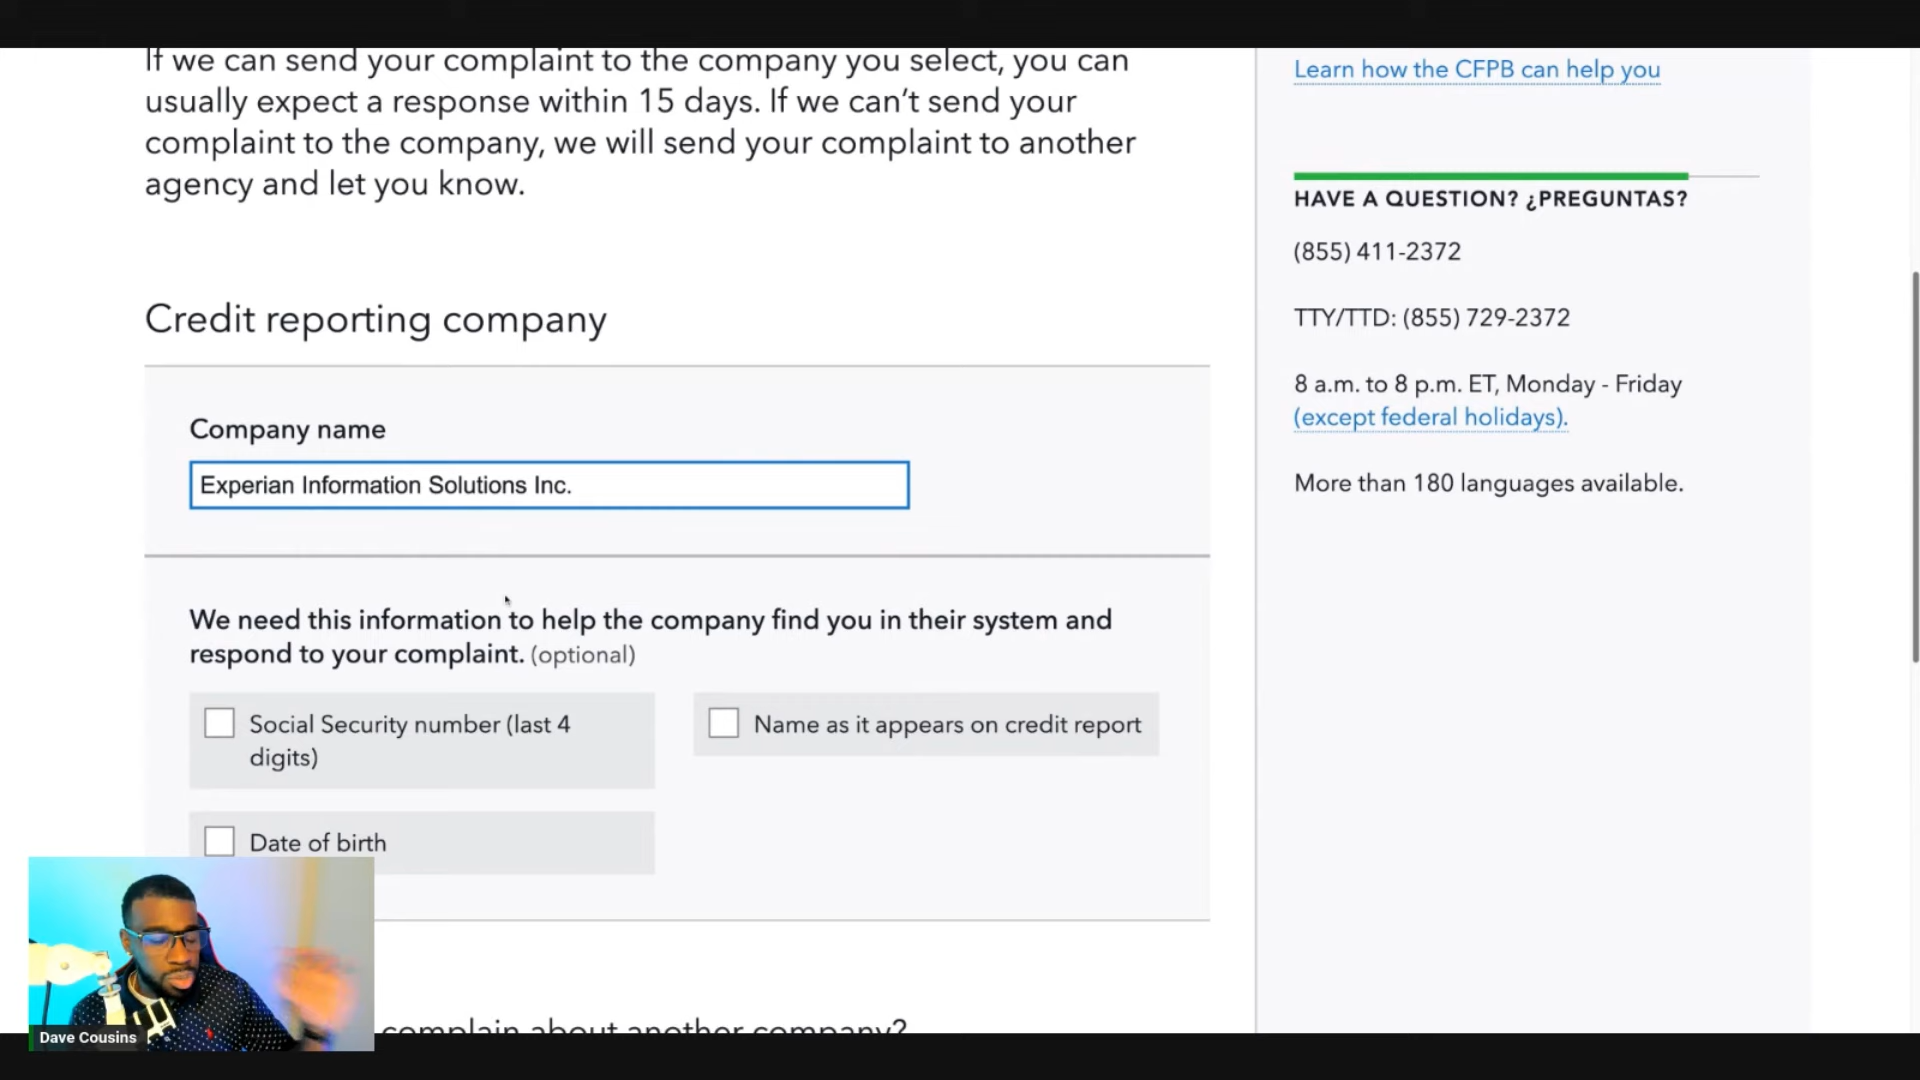 If we can send your complaint to the company you select, you can
usually expect a response within 15 days. If we can’t send your
complaint to the company, we will send your complaint to another
agency and let you know.
Credit reporting company
Company name
Experian Information Solutions Inc.
We need this information to help the company find you in their system and
respond to your complaint. (optional)
Social Security number (last 4
digits)
Name as it appears on credit report
Date of birth
complain about another company?
Dave Cousins
Learn how the CFPB can help you
HAVE A QUESTION? ¿PREGUNTAS?
(855) 411-2372
TTY/TTD: (855) 729-2372
8 a.m. to 8 p.m. ET, Monday - Friday
(except federal holidays).
More than 180 languages available.